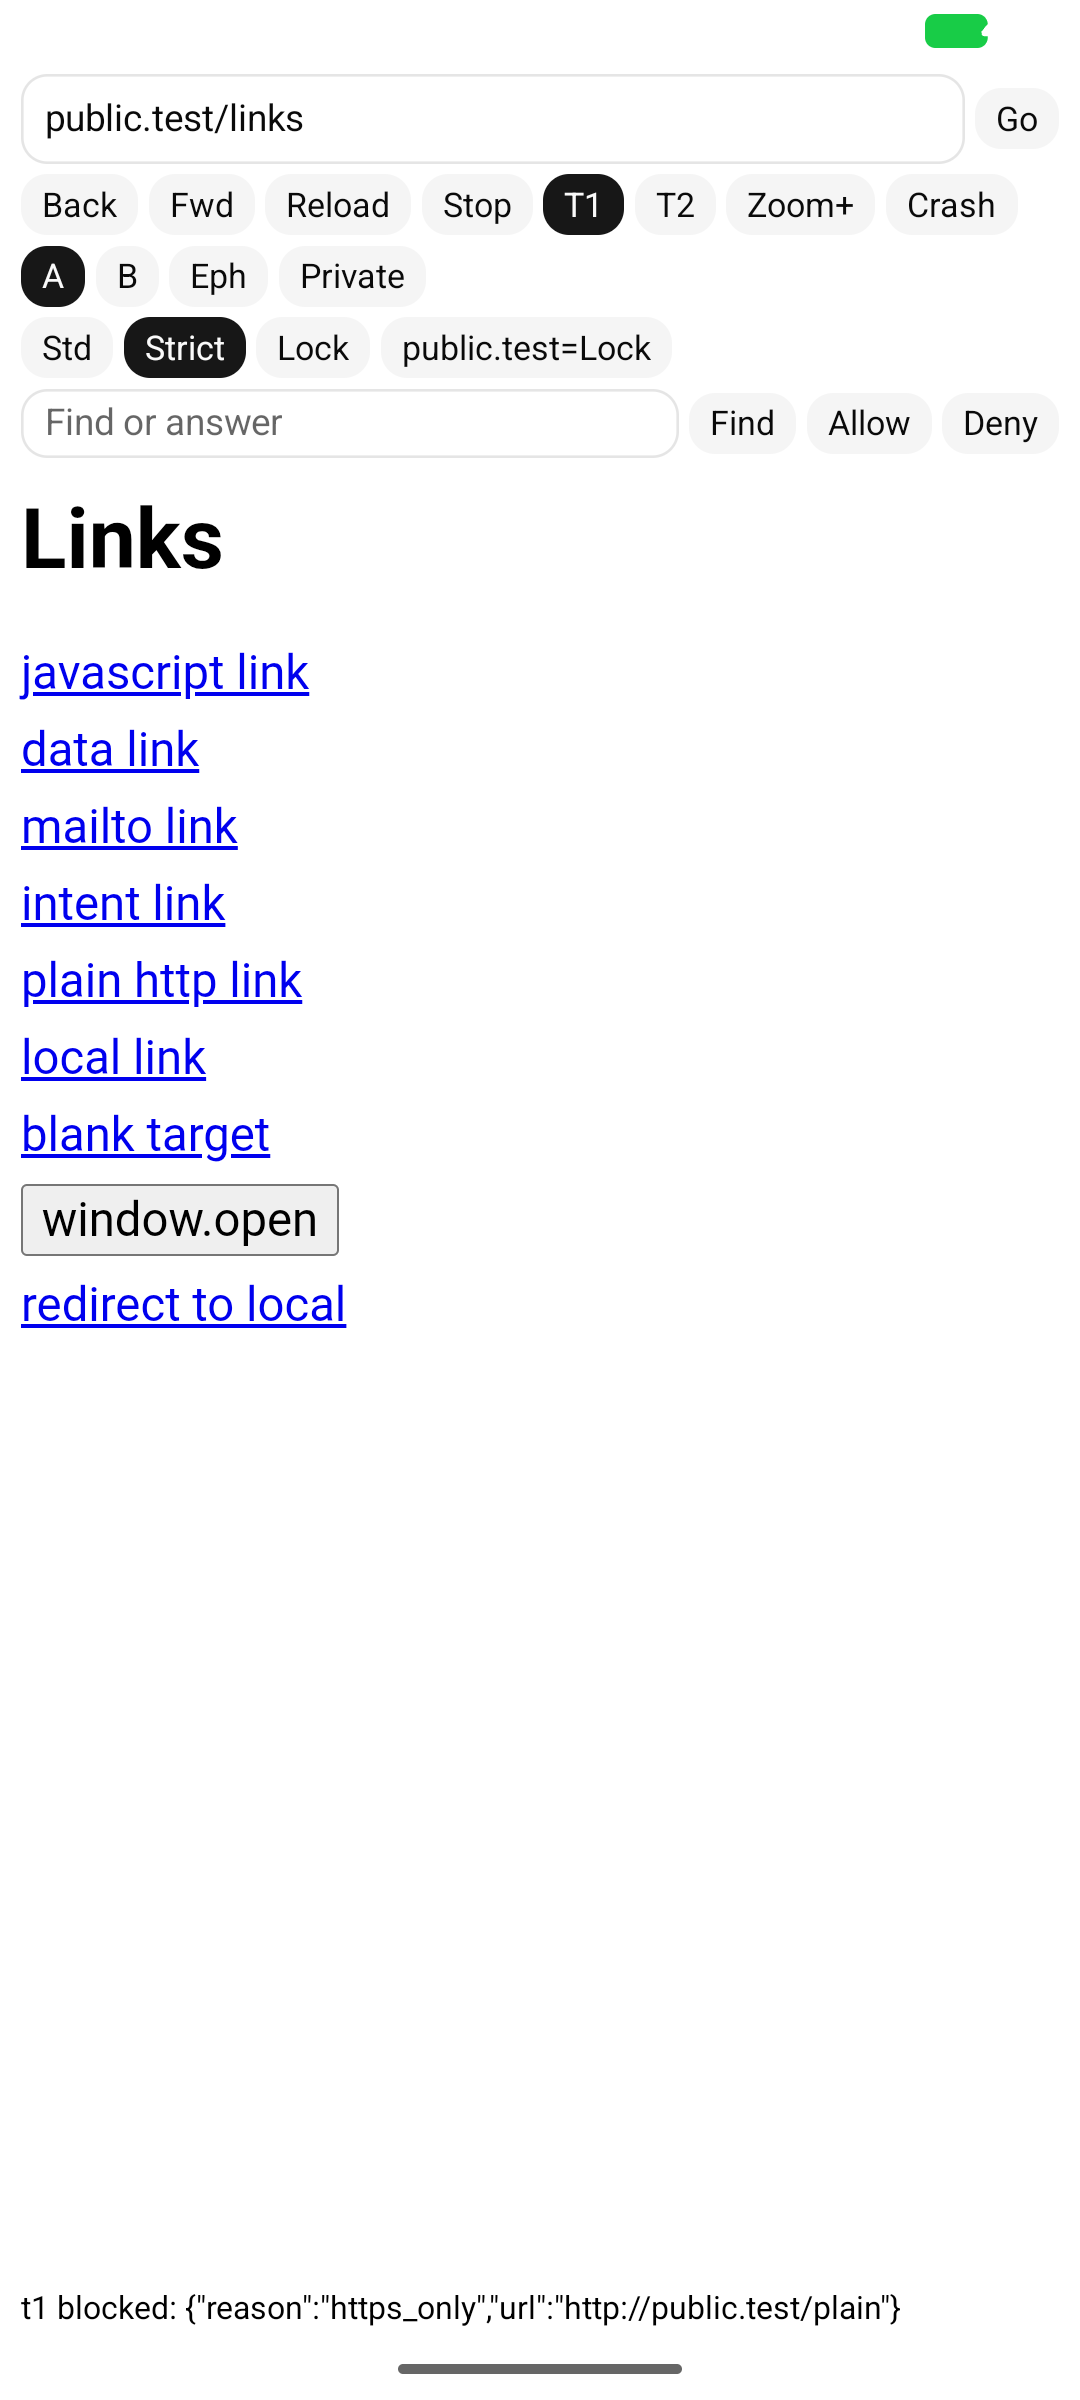 public.test/links Go
Back Fwd Reload Stop T1 T2 Zoom+ Crash
A B Eph Private
Std Strict Lock public.test=Lock
Find or answer Find Allow Deny
Links
javascript link
data link
mailto link
intent link
plain http link
local link
blank target
window.open
redirect to local
t1 blocked: {"reason":"https_only","url":"http://public.test/plain"}